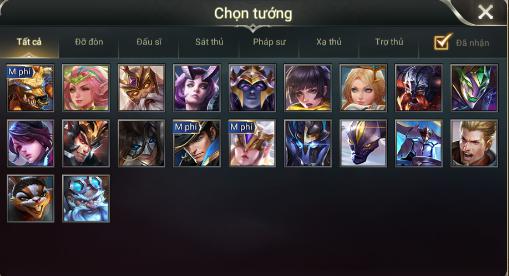 Chọn tướng
Tất cả Đỡ đòn Đấu sĩ Sát thủ Pháp sư Xạ thủ Trợ thủ Đã nhận
M phí
M phí M phí